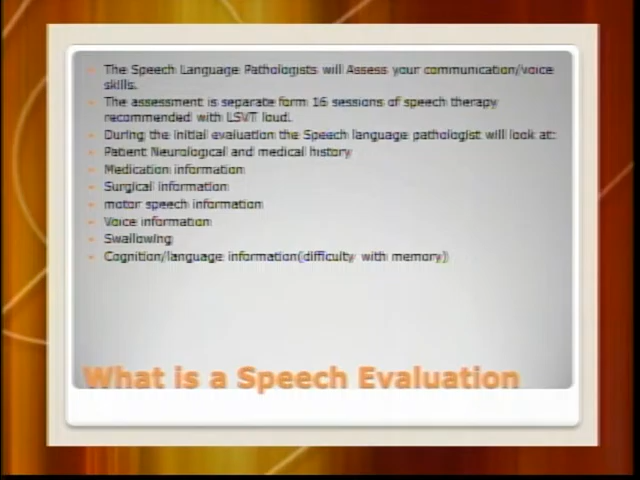 The Speech Language Pathologists will Assess your communication/voice
skills.
The assessment is separate form 16 sessions of speech therapy
recommended with LSVT loud.
During the initial evaluation the Speech language pathologist will look at:
Patient Neurological and medical history
Medication information
Surgical information
motor speech information
Voice information
Swallowing
Cognition/language information(difficulty with memory)
What is a Speech Evaluation